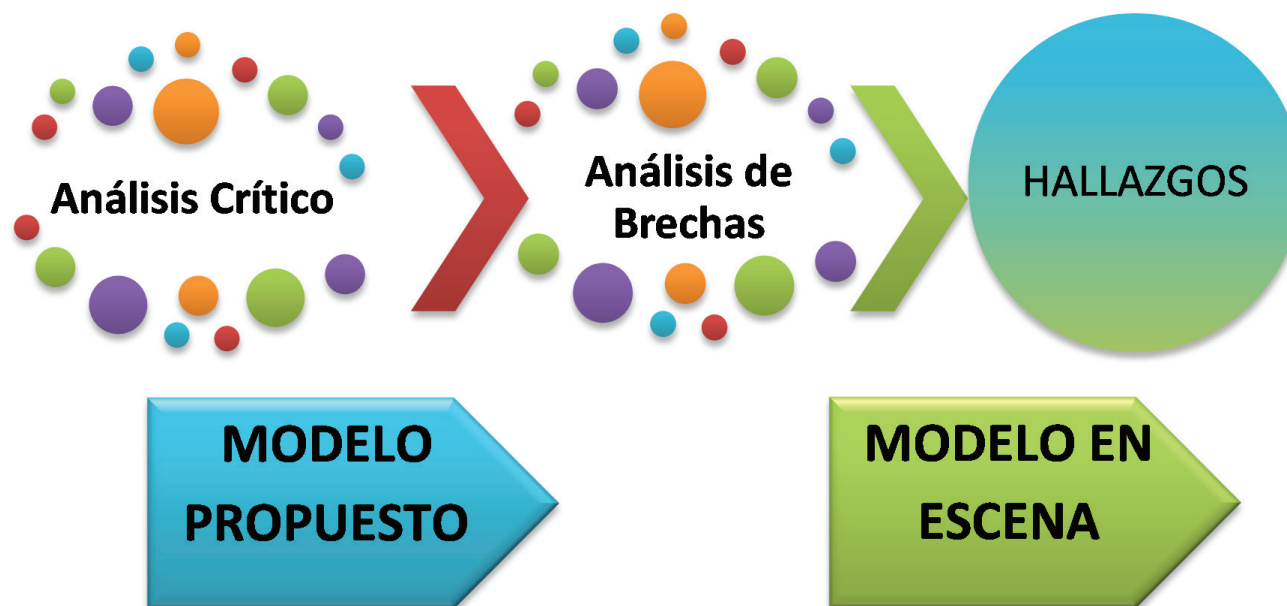 Análisis Crítico
Análisis de
Brechas
HALLAZGOS
MODELO
PROPUESTO
MODELO EN
ESCENA